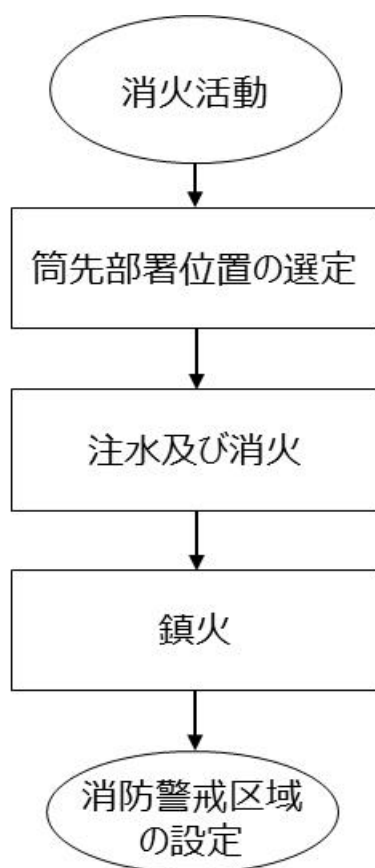 消火活動
筒先部署位置の選定
注水及び消火
鎮火
消防警戒区域
の設定